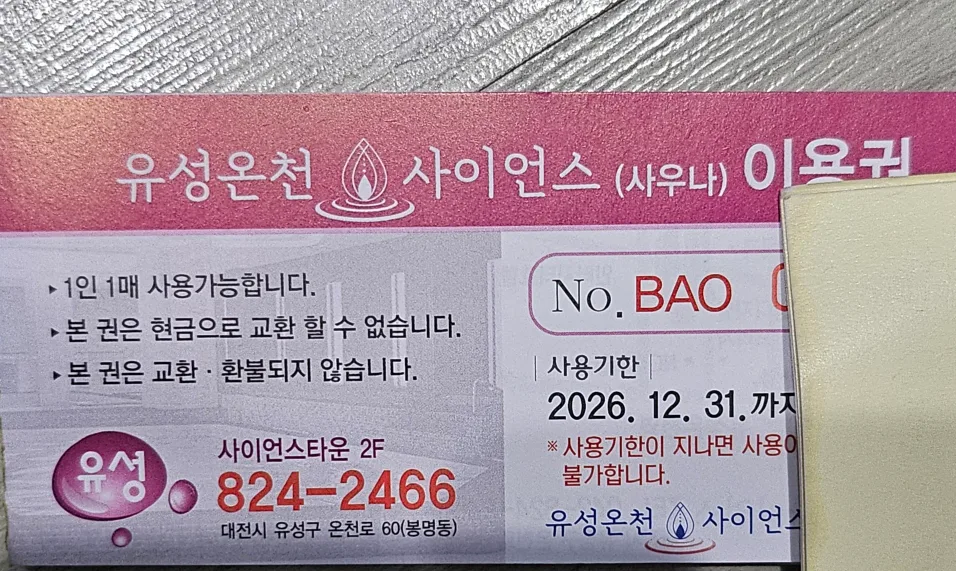 유성온천 사이언스 (사우나) 이용권
▸1인 1매 사용가능합니다.
▸본 권은 현금으로 교환 할 수 없습니다.
▸본 권은 교환 · 환불되지 않습니다.
유성
사이언스타운 2F
824-2466
대전시 유성구 온천로 60(봉명동)
No. BAO
사용기한
2026. 12. 31.까지
※ 사용기한이 지나면
불가합니다.
유성온천 사이언스